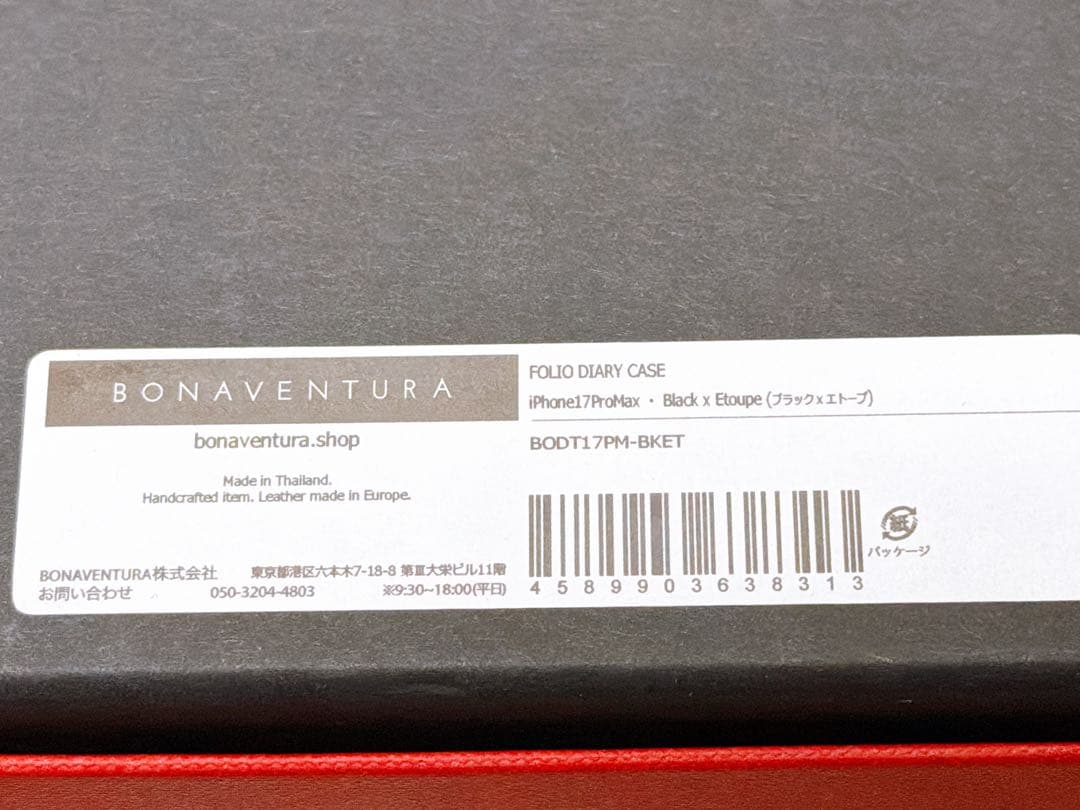 BONAVENTURA
bonaventura.shop
Made in Thailand.
Handcrafted item. Leather made in Europe.
BONAVENTURA株式会社 東京都港区六本木7-18-8 第Ⅲ大栄ビル11階
お問い合わせ 050-3204-4803 ※9:30~18:00(平日)
FOLIO DIARY CASE
iPhone17ProMax ・ Black x Etoupe (ブラック x エトープ)
BODT17PM-BKET
4589903638313
紙
パッケージ